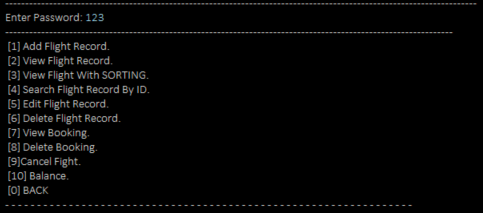 Enter Password: 123
[1] Add Flight Record.
[2] View Flight Record.
[3] View Flight With SORTING.
[4] Search Flight Record By ID.
[5] Edit Flight Record.
[6] Delete Flight Record.
[7] View Booking.
[8] Delete Booking.
[9]Cancel Fight.
[10] Balance.
[0] BACK